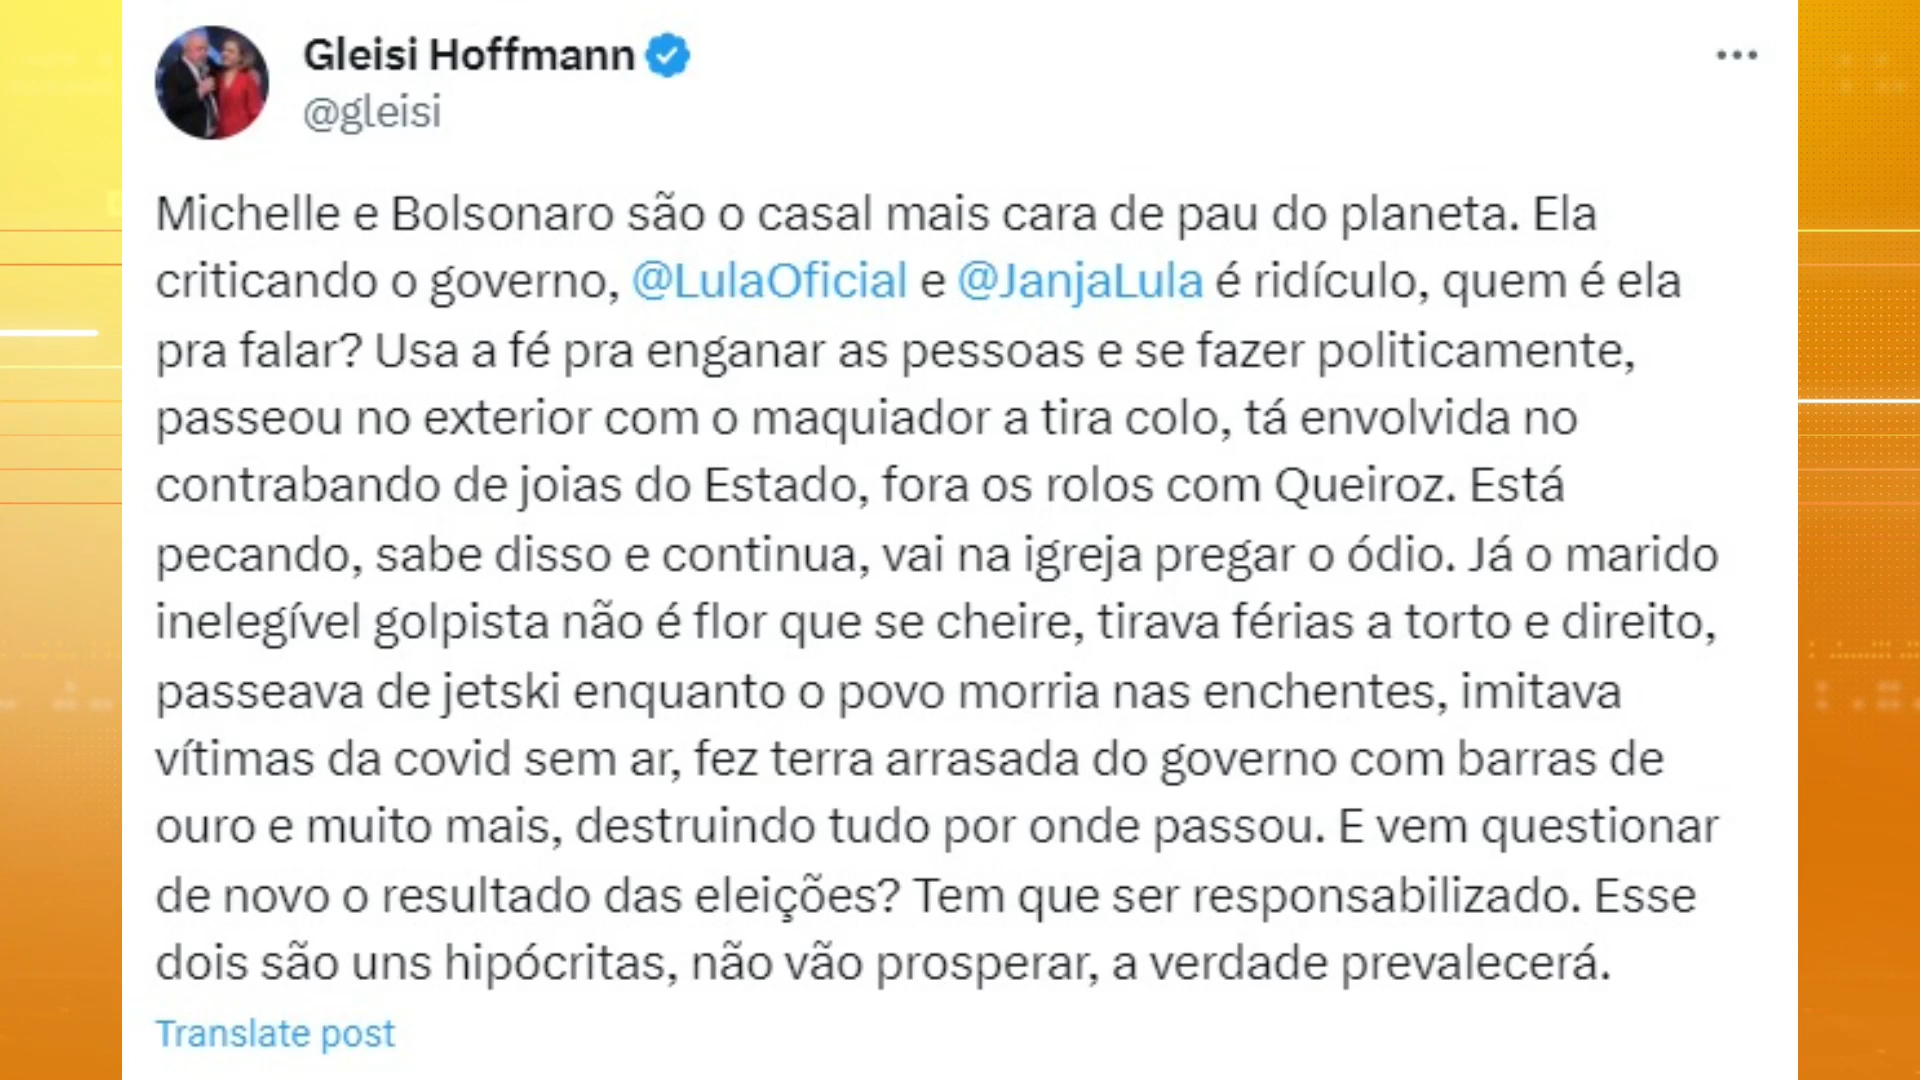 Gleisi Hoffmann
@gleisi
Michelle e Bolsonaro são o casal mais cara de pau do planeta. Ela
criticando o governo, @LulaOficial e @JanjaLula é ridículo, quem é ela
pra falar? Usa a fé pra enganar as pessoas e se fazer politicamente,
passeou no exterior com o maquiador a tira colo, tá envolvida no
contrabando de joias do Estado, fora os rolos com Queiroz. Está
pecando, sabe disso e continua, vai na igreja pregar o ódio. Já o marido
inelegível golpista não é flor que se cheire, tirava férias a torto e direito,
passeava de jetski enquanto o povo morria nas enchentes, imitava
vítimas da covid sem ar, fez terra arrasada do governo com barras de
ouro e muito mais, destruindo tudo por onde passou. E vem questionar
de novo o resultado das eleições? Tem que ser responsabilizado. Esse
dois são uns hipócritas, não vão prosperar, a verdade prevalecerá.
Translate post